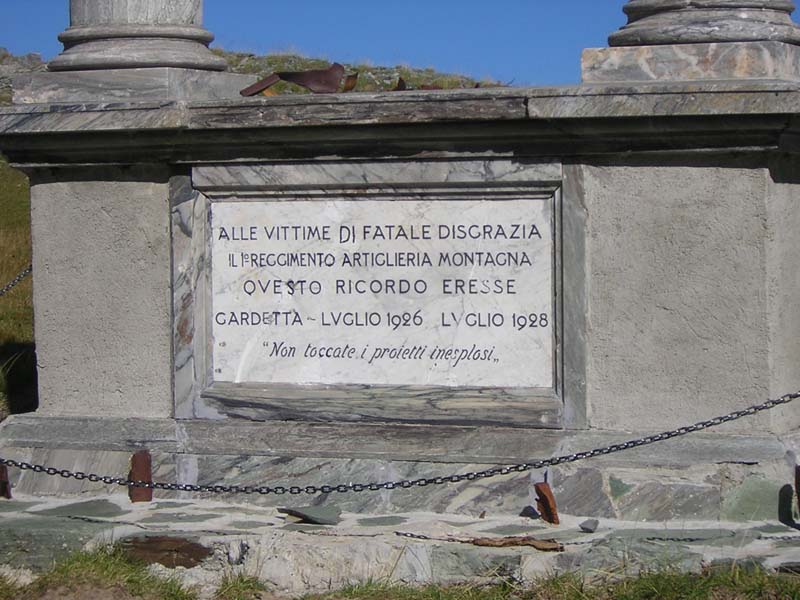 ALLE VITTIME DI FATALE DISGRAZIA
IL 1º REGGIMENTO ARTIGLIERIA MONTAGNA
QVESTO RICORDO ERESSE
GARDETTA - LVGLIO 1926 LVGLIO 1928
"Non toccate i proietti inesplosi„